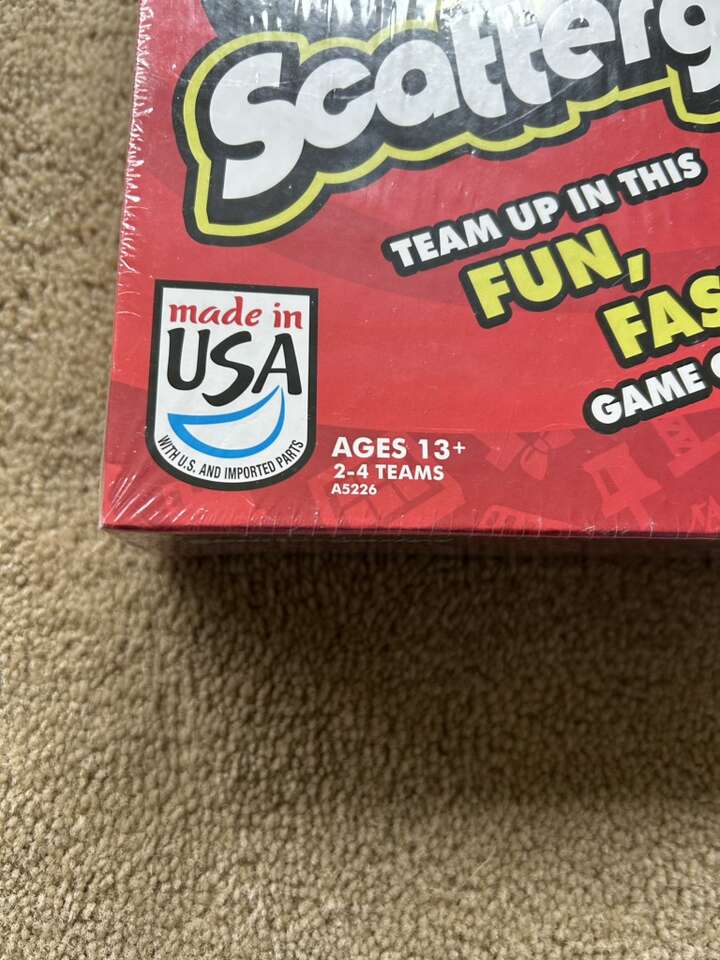 Scatterg
TEAM UP IN THIS
FUN,
FAS
GAME
made in
USA
WITH U.S. AND IMPORTED PARTS
AGES 13+
2-4 TEAMS
A5226